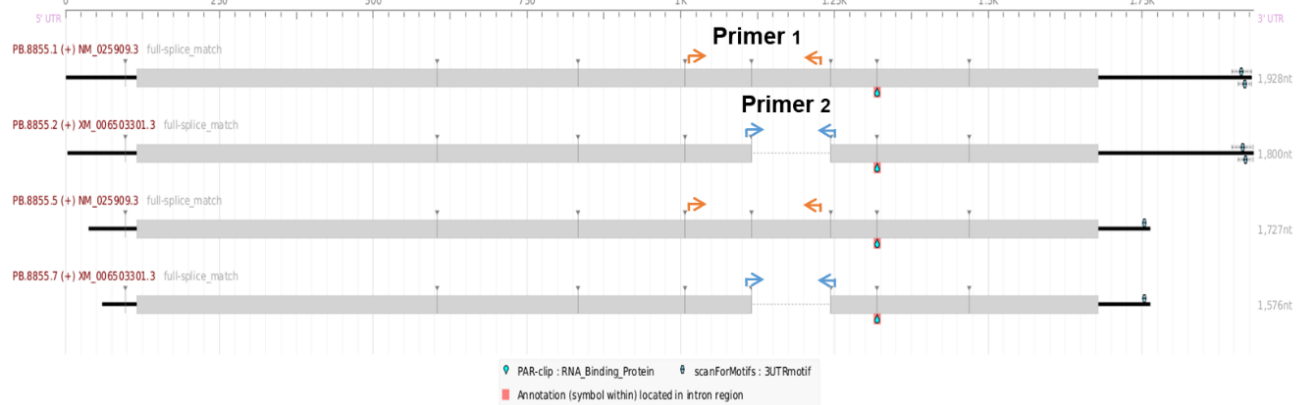 0 250 500 750 1K 1.25K 1.5K 1.75K
5' UTR 3' UTR
Primer 1
PB.8855.1 (+) NM_025909.3 full-splice_match
1,928nt
Primer 2
PB.8855.2 (+) XM_006503301.3 full-splice_match
1,800nt
PB.8855.5 (+) NM_025909.3 full-splice_match
1,727nt
PB.8855.7 (+) XM_006503301.3 full-splice_match
1,576nt
PAR-clip : RNA_Binding_Protein scanForMotifs : 3UTRmotif
Annotation (symbol within) located in intron region